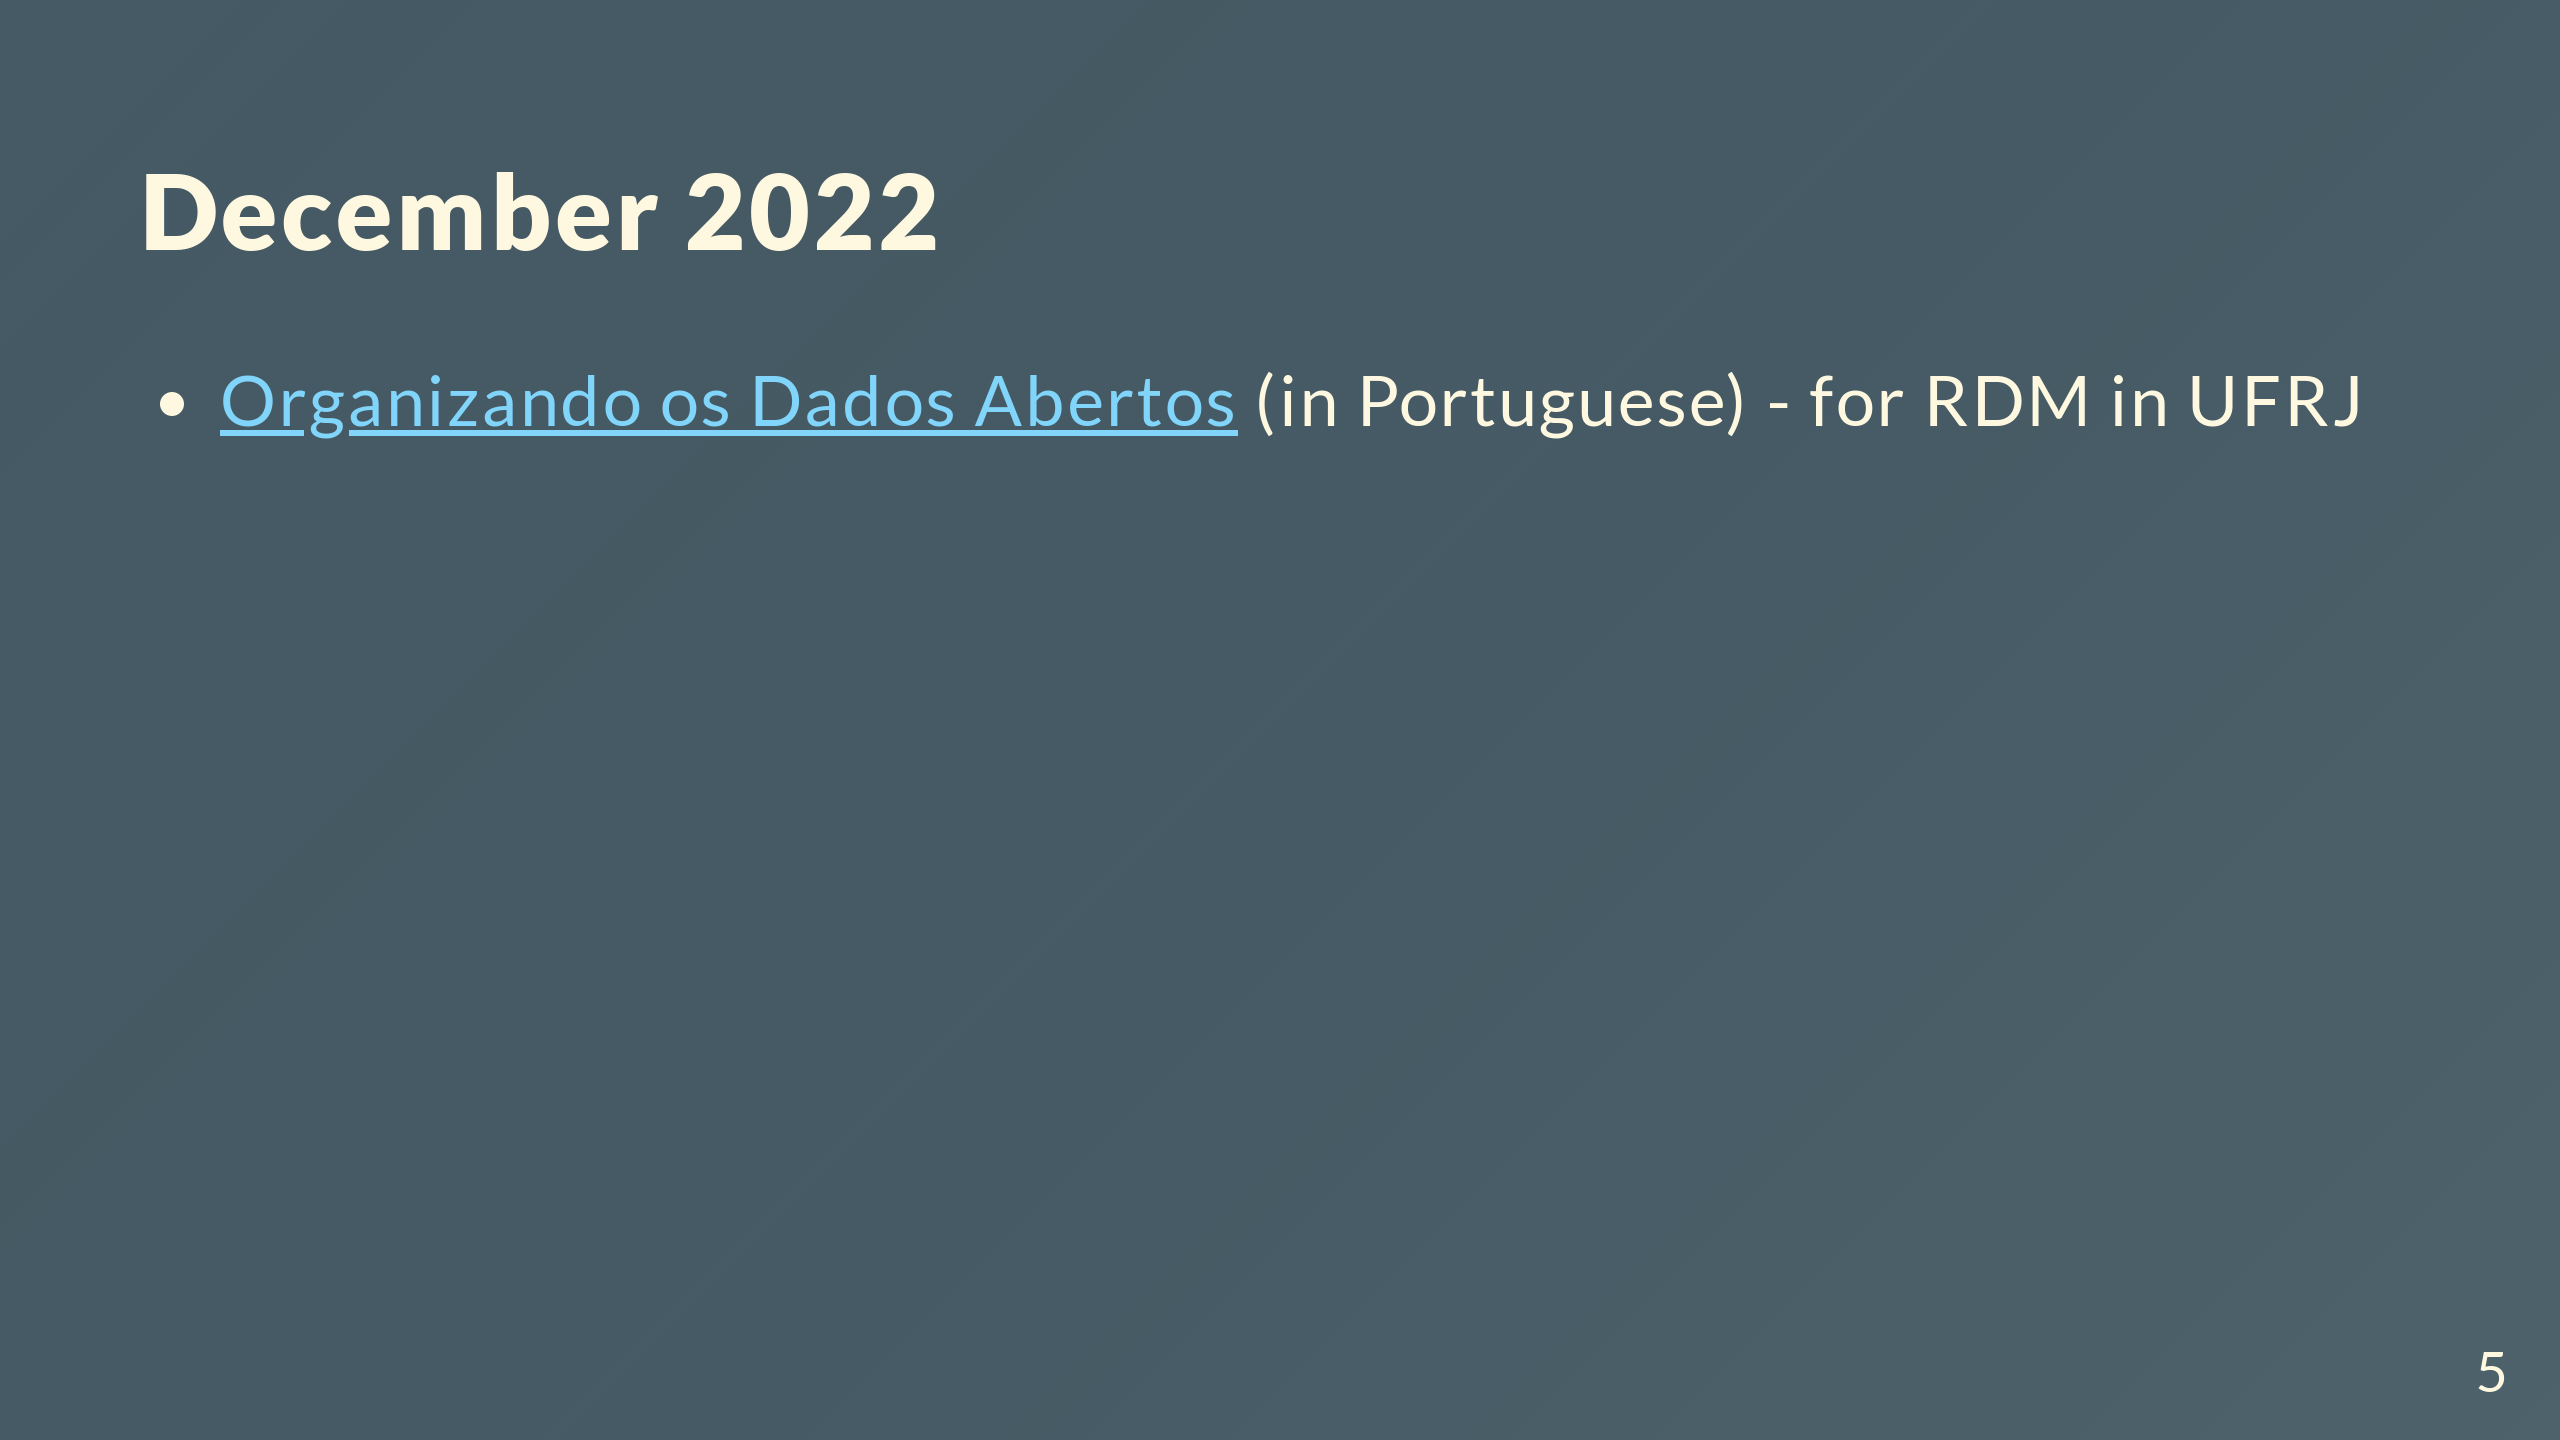 December 2022
• Organizando os Dados Abertos (in Portuguese) - for RDM in UFRJ
5